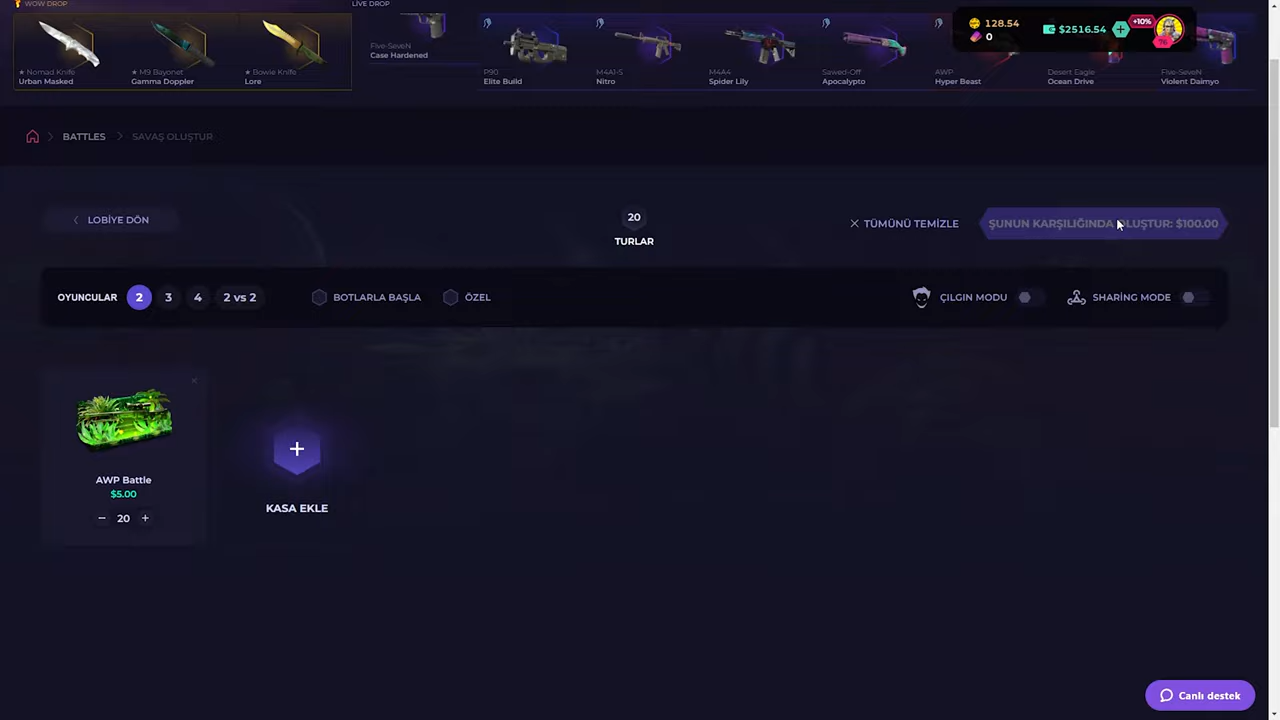 WOW DROP
LİVE DROP
★ Nomad Knife
Urban Masked
★ M9 Bayonet
Gamma Doppler
★ Bowie Knife
Lore
Five-SeveN
Case Hardened
P90
Elite Build
M4A1-S
Nitro
M4A4
Spider Lily
Sawed-Off
Apocalypto
AWP
Hyper Beast
Desert Eagle
Ocean Drive
Five-SeveN
Violent Daimyo
128.54
0
$2516.54
+10%
BATTLES
SAVAŞ OLUŞTUR
LOBİYE DÖN
20
TURLAR
TÜMÜNÜ TEMİZLE
ŞUNUN KARŞILIĞINDA OLUŞTUR: $100.00
OYUNCULAR 2 3 4 2 vs 2
BOTLARLA BAŞLA
ÖZEL
ÇILGIN MODU
SHARİNG MODE
AWP Battle
$5.00
− 20 +
KASA EKLE
Canlı destek